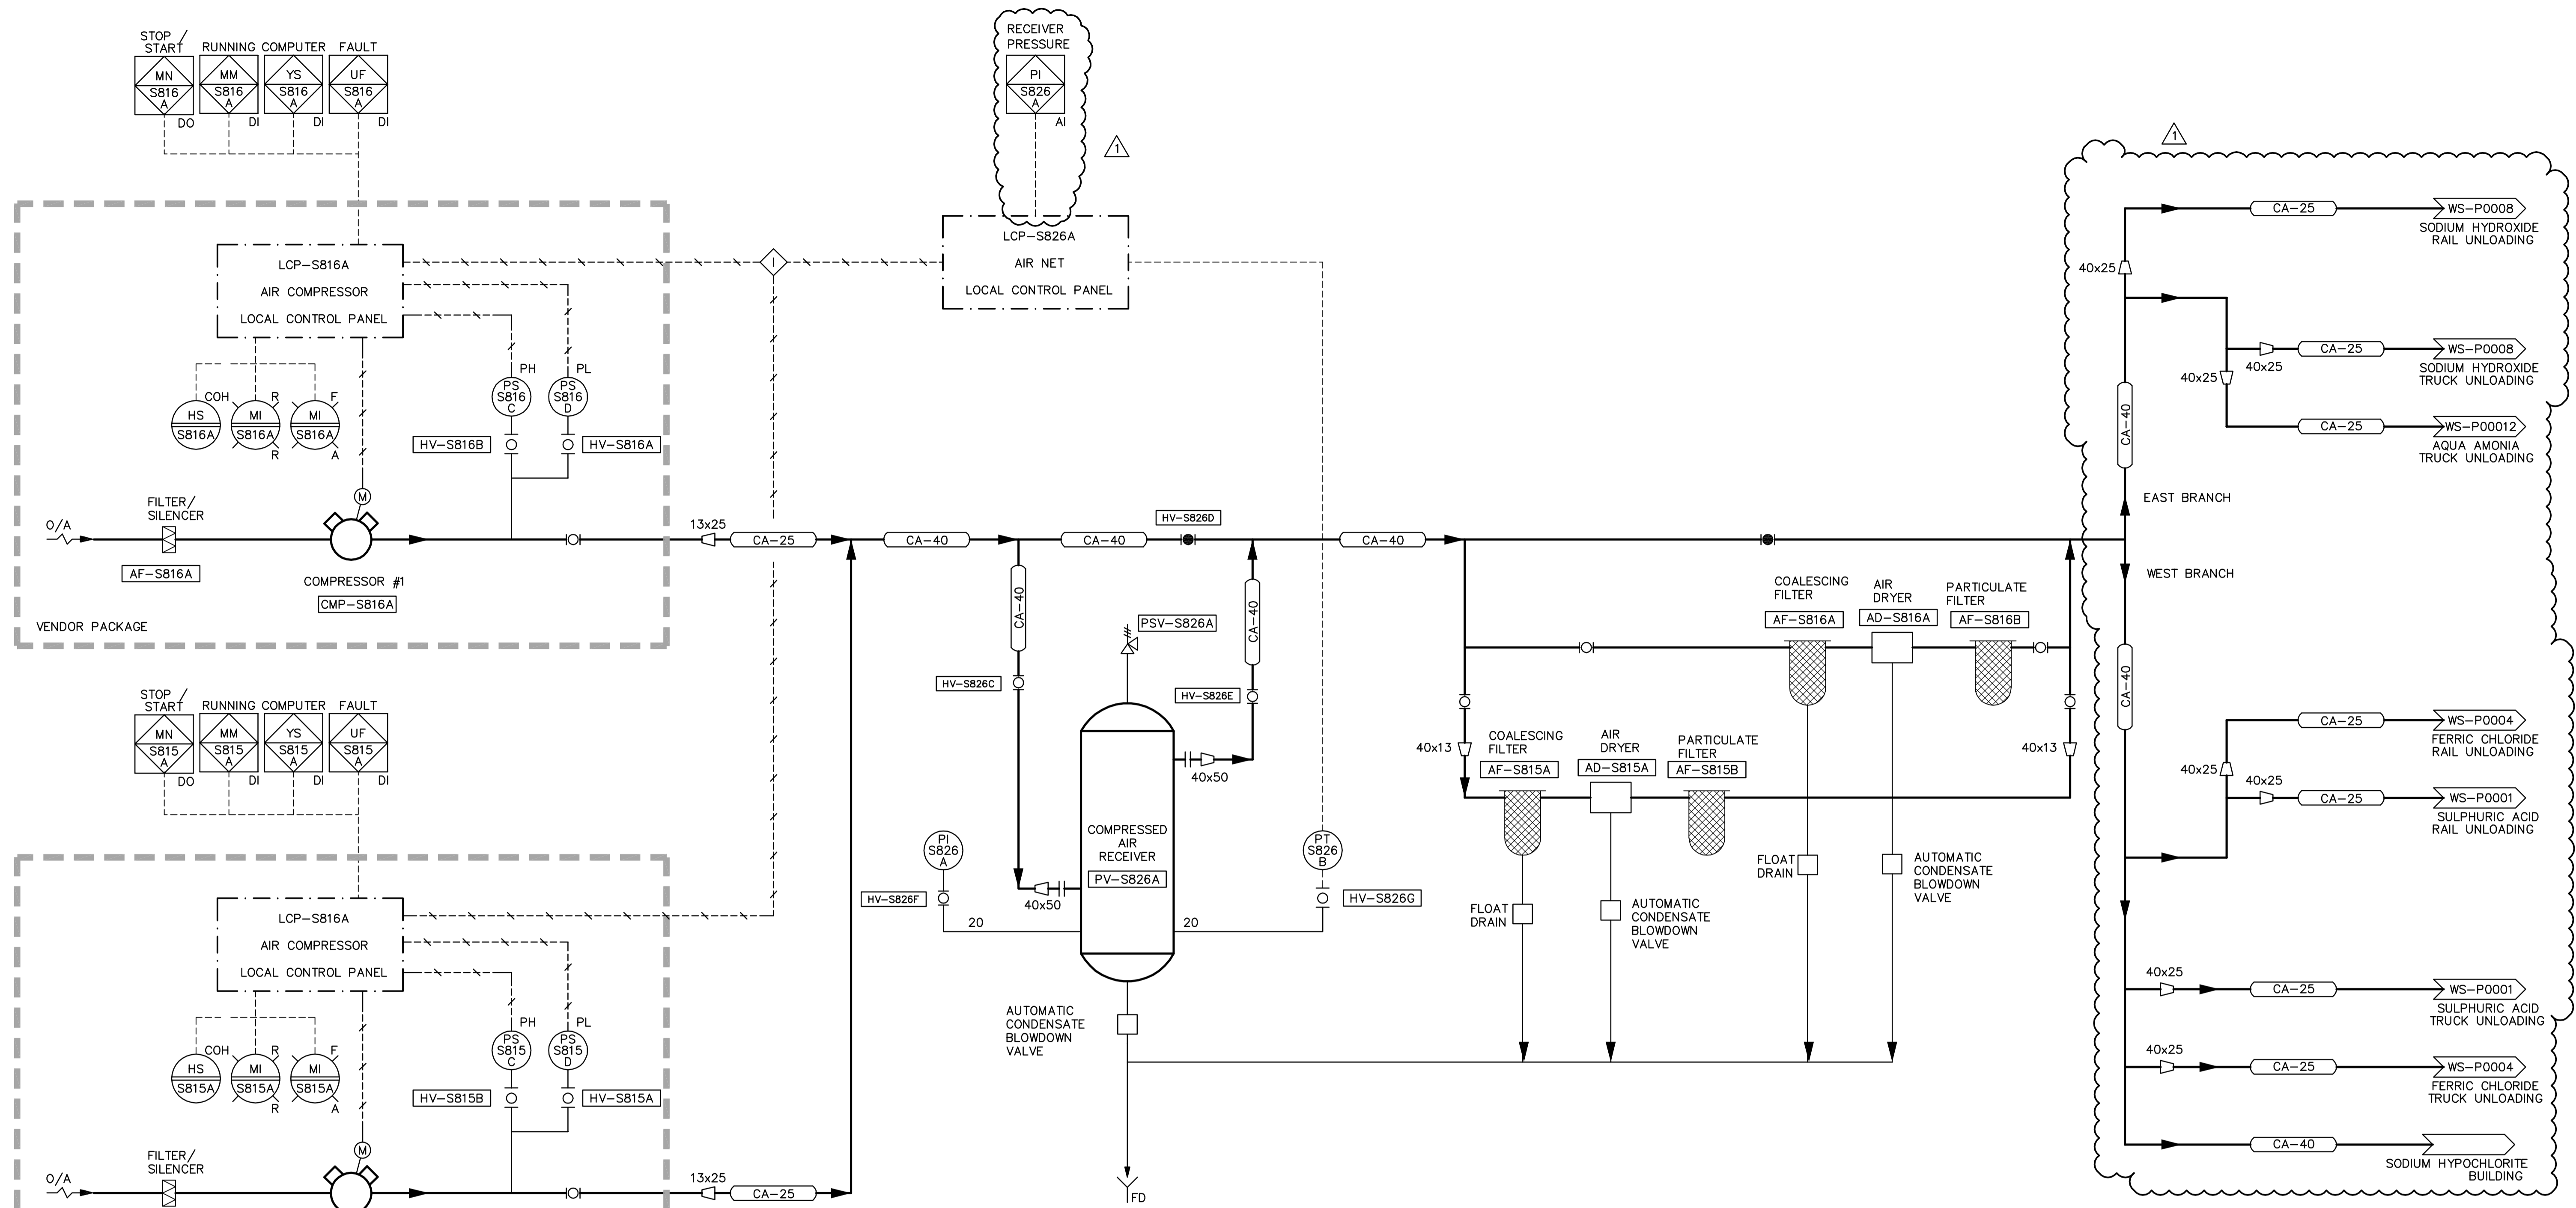 STOP /
START
RUNNING
COMPUTER
FAULT
MN
S816
A
DO
MM
S816
A
DI
YS
S816
A
DI
UF
S816
A
DI
LCP-S816A
AIR COMPRESSOR
LOCAL CONTROL PANEL
HS
S816A
COH
MI
S816A
R
R
MI
S816A
F
A
PS
S816
C
PH
PS
S816
D
PL
HV-S816B
HV-S816A
M
O/A
FILTER/
SILENCER
AF-S816A
COMPRESSOR #1
CMP-S816A
VENDOR PACKAGE
13x25
CA-25
STOP /
START
RUNNING
COMPUTER
FAULT
MN
S815
A
DO
MM
S815
A
DI
YS
S815
A
DI
UF
S815
A
DI
LCP-S816A
AIR COMPRESSOR
LOCAL CONTROL PANEL
HS
S815A
COH
MI
S815A
R
R
MI
S815A
F
A
PS
S815
C
PH
PS
S815
D
PL
HV-S815B
HV-S815A
M
O/A
FILTER/
SILENCER
13x25
CA-25
I
RECEIVER
PRESSURE
PI
S826
A
AI
1
LCP-S826A
AIR NET
LOCAL CONTROL PANEL
CA-40
CA-40
HV-S826D
CA-40
CA-40
HV-S826C
40x50
PSV-S826A
CA-40
HV-S826E
40x50
COMPRESSED
AIR
RECEIVER
PV-S826A
PI
S826
A
HV-S826F
20
PT
S826
B
HV-S826G
20
AUTOMATIC
CONDENSATE
BLOWDOWN
VALVE
FD
COALESCING
FILTER
AF-S816A
AIR
DRYER
AD-S816A
PARTICULATE
FILTER
AF-S816B
40x13
COALESCING
FILTER
AF-S815A
AIR
DRYER
AD-S815A
PARTICULATE
FILTER
AF-S815B
40x13
FLOAT
DRAIN
AUTOMATIC
CONDENSATE
BLOWDOWN
VALVE
FLOAT
DRAIN
AUTOMATIC
CONDENSATE
BLOWDOWN
VALVE
1
CA-25
WS-P0008
SODIUM HYDROXIDE
RAIL UNLOADING
40x25
40x25
CA-25
WS-P0008
SODIUM HYDROXIDE
TRUCK UNLOADING
40x25
CA-25
WS-P00012
AQUA AMONIA
TRUCK UNLOADING
CA-40
EAST BRANCH
WEST BRANCH
CA-40
CA-25
WS-P0004
FERRIC CHLORIDE
RAIL UNLOADING
40x25
40x25
CA-25
WS-P0001
SULPHURIC ACID
RAIL UNLOADING
40x25
CA-25
WS-P0001
SULPHURIC ACID
TRUCK UNLOADING
40x25
CA-25
WS-P0004
FERRIC CHLORIDE
TRUCK UNLOADING
CA-40
SODIUM HYPOCHLORITE
BUILDING